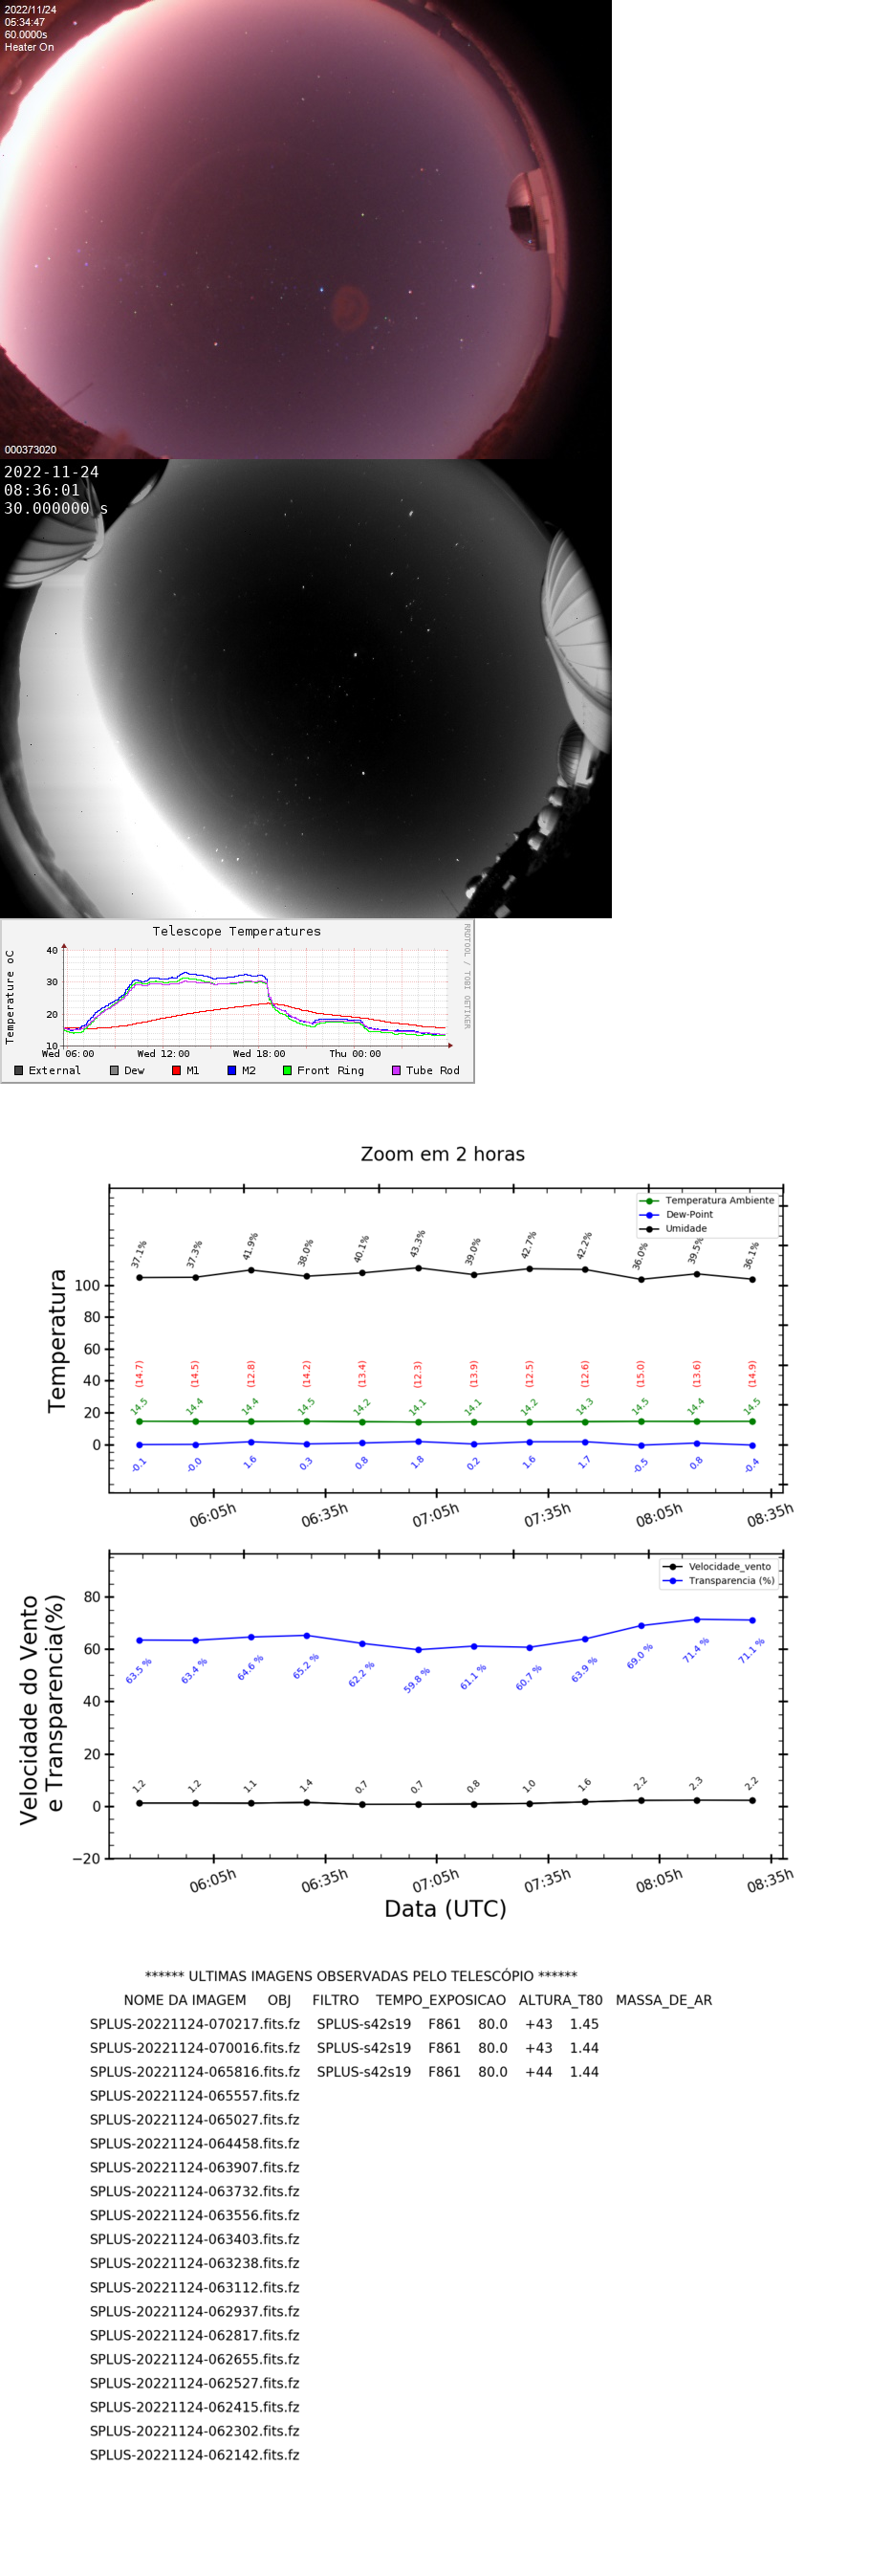 2022/11/24
05:34:47
60.0000s
Heater On
000373020
2022-11-24
08:36:01
30.000000 s
Telescope Temperatures
RRDTOOL / TOBI OETIKER
Temperature oC
40
30
20
10
Wed 06:00 Wed 12:00 Wed 18:00 Thu 00:00
External Dew M1 M2 Front Ring Tube Rod
Zoom em 2 horas
Temperatura Ambiente
Dew-Point
Umidade
37.1% 37.3% 41.9% 38.0% 40.1% 43.3% 39.0% 42.7% 42.2% 36.0% 39.5% 36.1%
Temperatura
100
80
60
40
20
0
(14.7) (14.5) (12.8) (14.2) (13.4) (12.3) (13.9) (12.5) (12.6) (15.0) (13.6) (14.9)
14.5 14.4 14.4 14.5 14.2 14.1 14.1 14.2 14.3 14.5 14.4 14.5
-0.1 -0.0 1.6 0.3 0.8 1.8 0.2 1.6 1.7 -0.5 0.8 -0.4
06:05h 06:35h 07:05h 07:35h 08:05h 08:35h
Velocidade_vento
Transparencia (%)
Velocidade do Vento
e Transparencia(%)
80
60
40
20
0
−20
63.5 % 63.4 % 64.6 % 65.2 % 62.2 % 59.8 % 61.1 % 60.7 % 63.9 % 69.0 % 71.4 % 71.1 %
1.2 1.2 1.1 1.4 0.7 0.7 0.8 1.0 1.6 2.2 2.3 2.2
06:05h 06:35h 07:05h 07:35h 08:05h 08:35h
Data (UTC)
****** ULTIMAS IMAGENS OBSERVADAS PELO TELESCÓPIO ******
NOME DA IMAGEM OBJ FILTRO TEMPO_EXPOSICAO ALTURA_T80 MASSA_DE_AR
SPLUS-20221124-070217.fits.fz SPLUS-s42s19 F861 80.0 +43 1.45
SPLUS-20221124-070016.fits.fz SPLUS-s42s19 F861 80.0 +43 1.44
SPLUS-20221124-065816.fits.fz SPLUS-s42s19 F861 80.0 +44 1.44
SPLUS-20221124-065557.fits.fz
SPLUS-20221124-065027.fits.fz
SPLUS-20221124-064458.fits.fz
SPLUS-20221124-063907.fits.fz
SPLUS-20221124-063732.fits.fz
SPLUS-20221124-063556.fits.fz
SPLUS-20221124-063403.fits.fz
SPLUS-20221124-063238.fits.fz
SPLUS-20221124-063112.fits.fz
SPLUS-20221124-062937.fits.fz
SPLUS-20221124-062817.fits.fz
SPLUS-20221124-062655.fits.fz
SPLUS-20221124-062527.fits.fz
SPLUS-20221124-062415.fits.fz
SPLUS-20221124-062302.fits.fz
SPLUS-20221124-062142.fits.fz